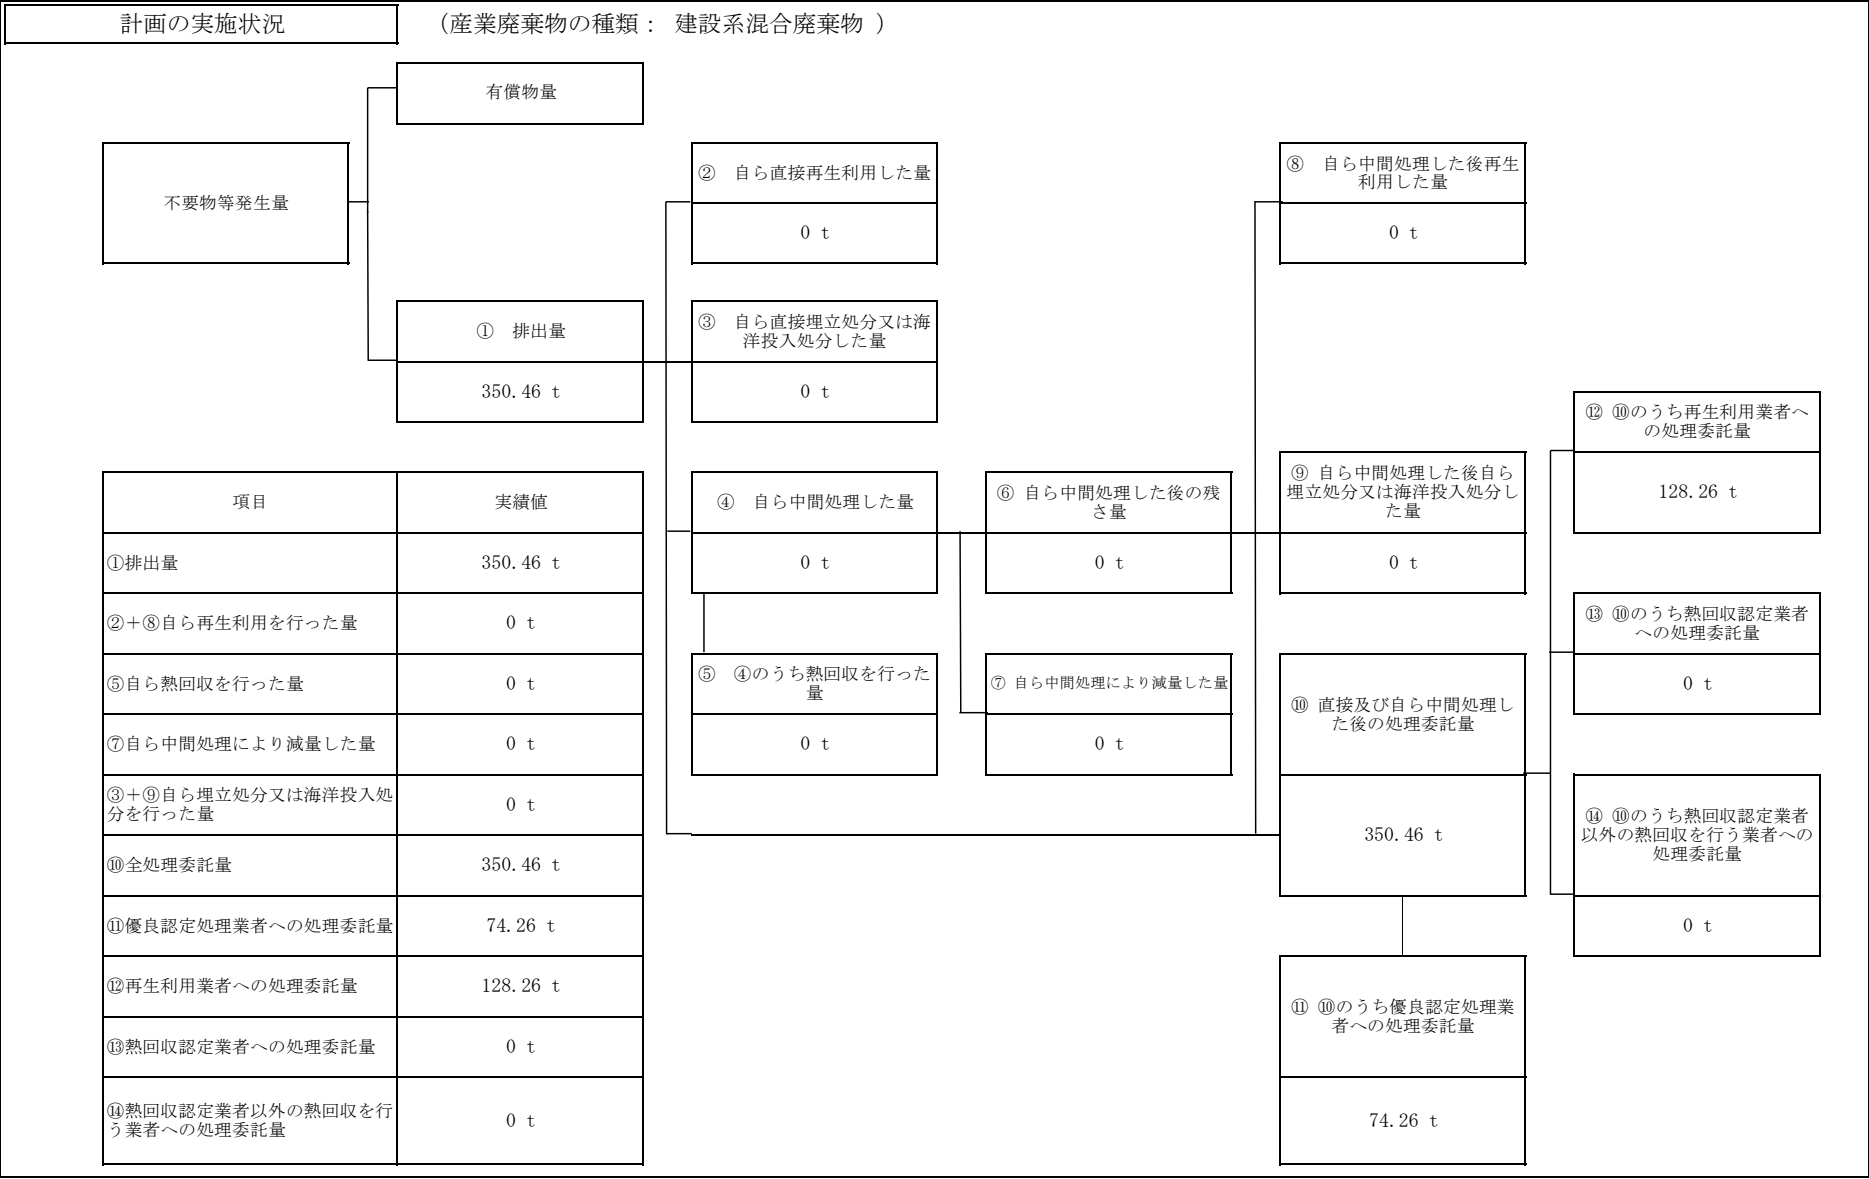 計画の実施状況
（産業廃棄物の種類： 建設系混合廃棄物 ）
有償物量
不要物等発生量
② 自ら直接再生利用した量
0 t
⑧ 自ら中間処理した後再生
利用した量
0 t
① 排出量
350.46 t
③ 自ら直接埋立処分又は海
洋投入処分した量
0 t
⑫ ⑩のうち再生利用業者へ
の処理委託量
128.26 t
④ 自ら中間処理した量
0 t
⑥ 自ら中間処理した後の残
さ量
0 t
⑨ 自ら中間処理した後自ら
埋立処分又は海洋投入処分し
た量
0 t
⑬ ⑩のうち熱回収認定業者
への処理委託量
0 t
⑤ ④のうち熱回収を行った
量
0 t
⑦ 自ら中間処理により減量した量
0 t
⑩ 直接及び自ら中間処理し
た後の処理委託量
350.46 t
⑭ ⑩のうち熱回収認定業者
以外の熱回収を行う業者への
処理委託量
0 t
⑪ ⑩のうち優良認定処理業
者への処理委託量
74.26 t
項目 実績値
①排出量 350.46 t
②＋⑧自ら再生利用を行った量 0 t
⑤自ら熱回収を行った量 0 t
⑦自ら中間処理により減量した量 0 t
③＋⑨自ら埋立処分又は海洋投入処
分を行った量 0 t
⑩全処理委託量 350.46 t
⑪優良認定処理業者への処理委託量 74.26 t
⑫再生利用業者への処理委託量 128.26 t
⑬熱回収認定業者への処理委託量 0 t
⑭熱回収認定業者以外の熱回収を行
う業者への処理委託量 0 t